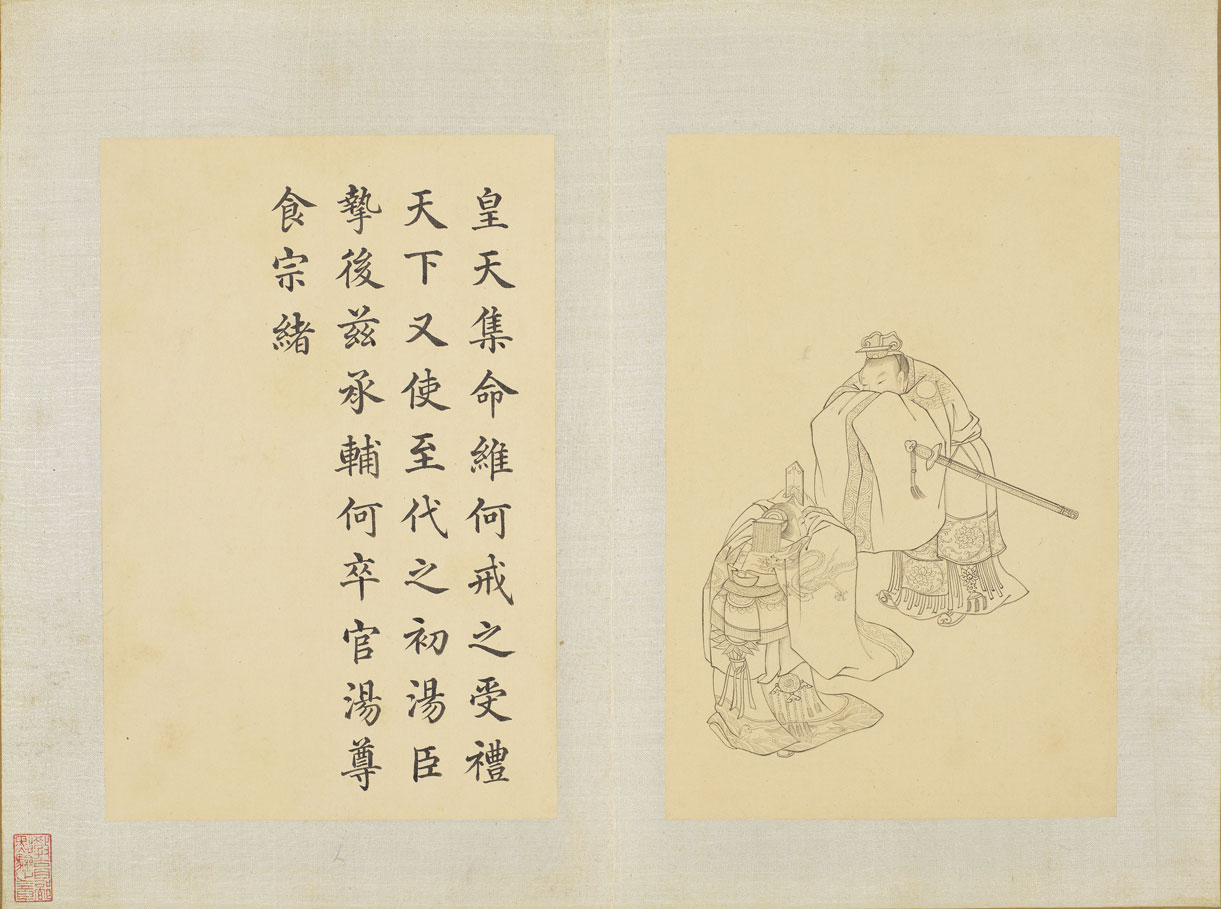 皇天集命維何戒之受禮
天下又使至代之初湯臣
摯後茲承輔何卒官湯尊
食宗緒